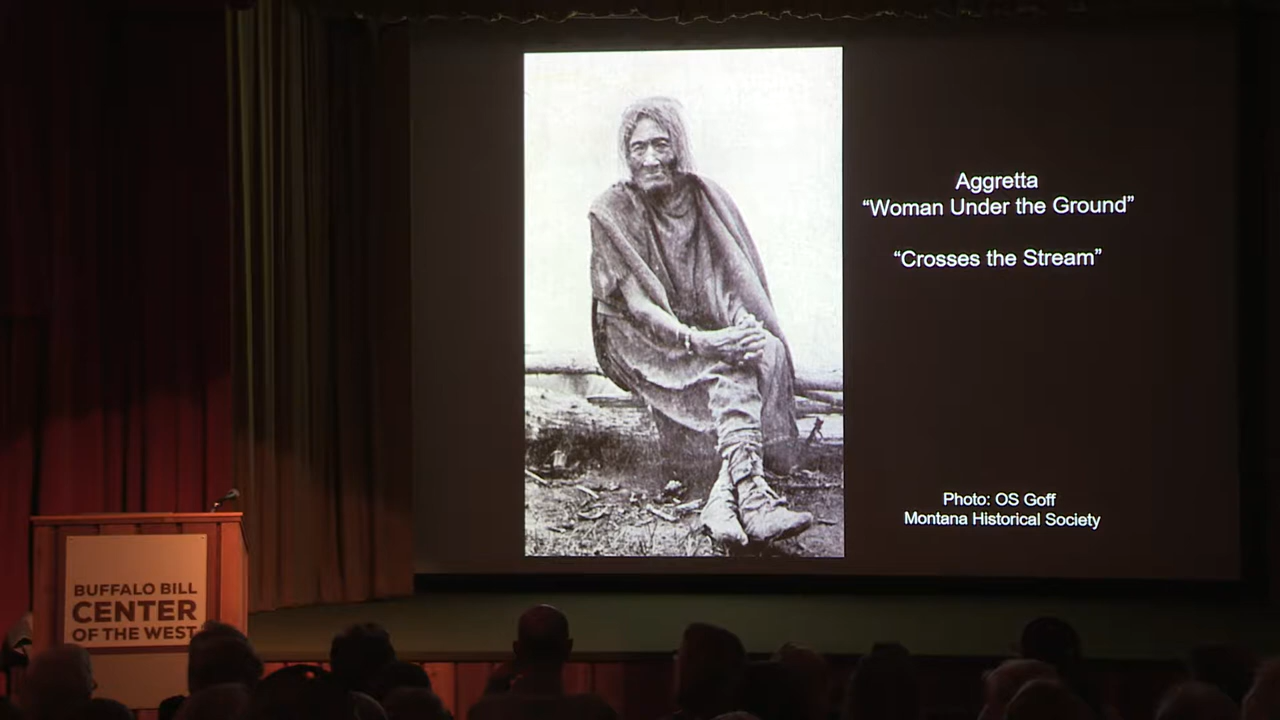 Aggretta
“Woman Under the Ground”
“Crosses the Stream”
Photo: OS Goff
Montana Historical Society
BUFFALO BILL
CENTER
OF THE WEST